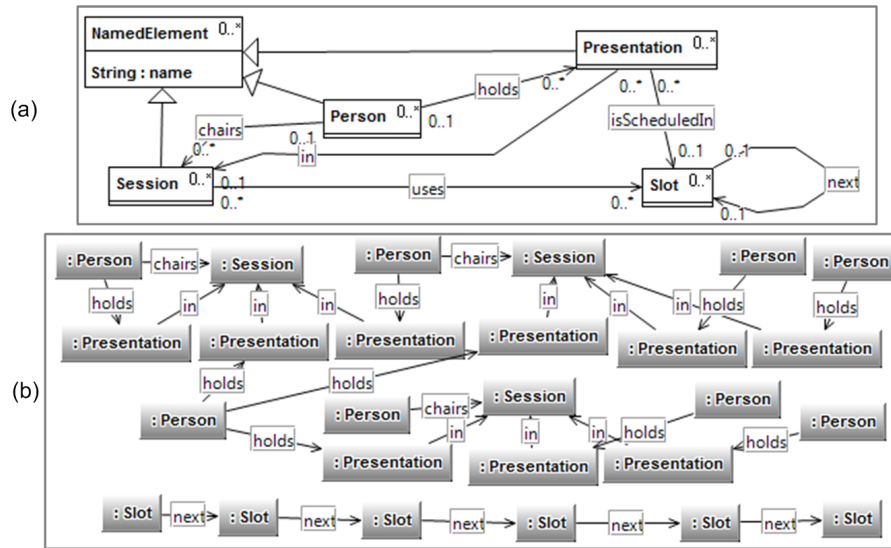 (a)
NamedElement 0..*
String : name
Presentation 0..*
holds
0..*
0..*
0..*
Person 0..*
0..1
isScheduledIn
chairs
0..1
in
0..*
0..1
0..1
Session 0..*
0..1
uses
Slot 0..*
next
0..*
0..*
0..1
(b)
: Person
chairs
: Session
: Person
chairs
: Session
: Person
: Person
holds
in
in
in
holds
in
in
in
holds
holds
: Presentation
: Presentation
: Presentation
: Presentation
: Presentation
: Presentation
holds
holds
: Person
: Person
chairs
: Session
: Person
: Person
holds
in
in
in
holds
holds
: Presentation
: Presentation
: Presentation
: Slot
next
: Slot
next
: Slot
next
: Slot
next
: Slot
next
: Slot